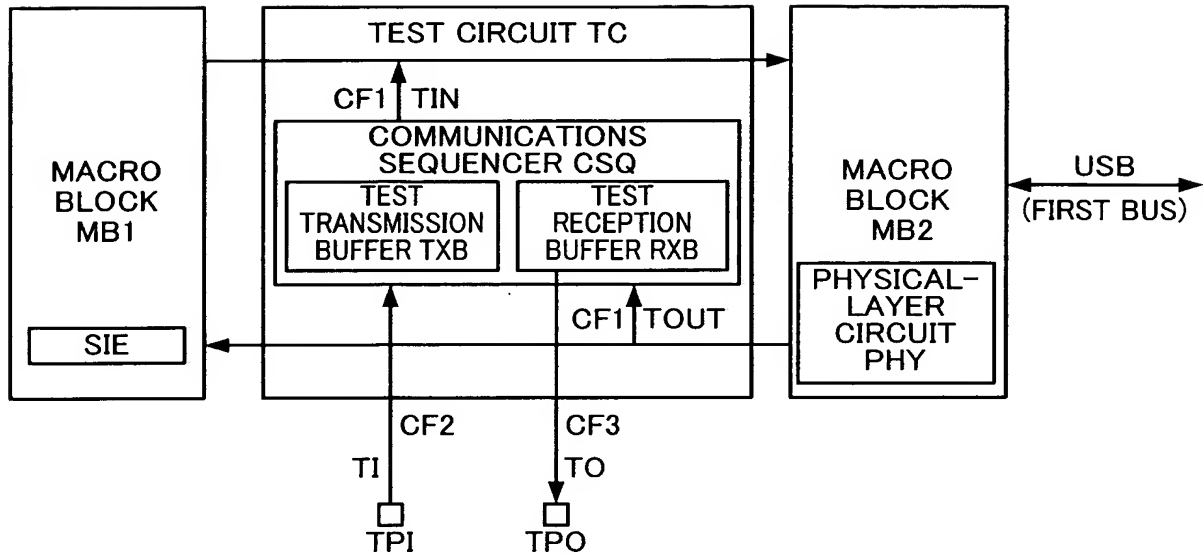 TEST CIRCUIT TC
CF1 TIN
COMMUNICATIONS
SEQUENCER CSQ
TEST
TRANSMISSION
BUFFER TXB
TEST
RECEPTION
BUFFER RXB
MACRO
BLOCK
MB1
SIE
MACRO
BLOCK
MB2
USB
(FIRST BUS)
PHYSICAL-
LAYER
CIRCUIT
PHY
CF1 TOUT
CF2
CF3
TI
TO
TPI
TPO